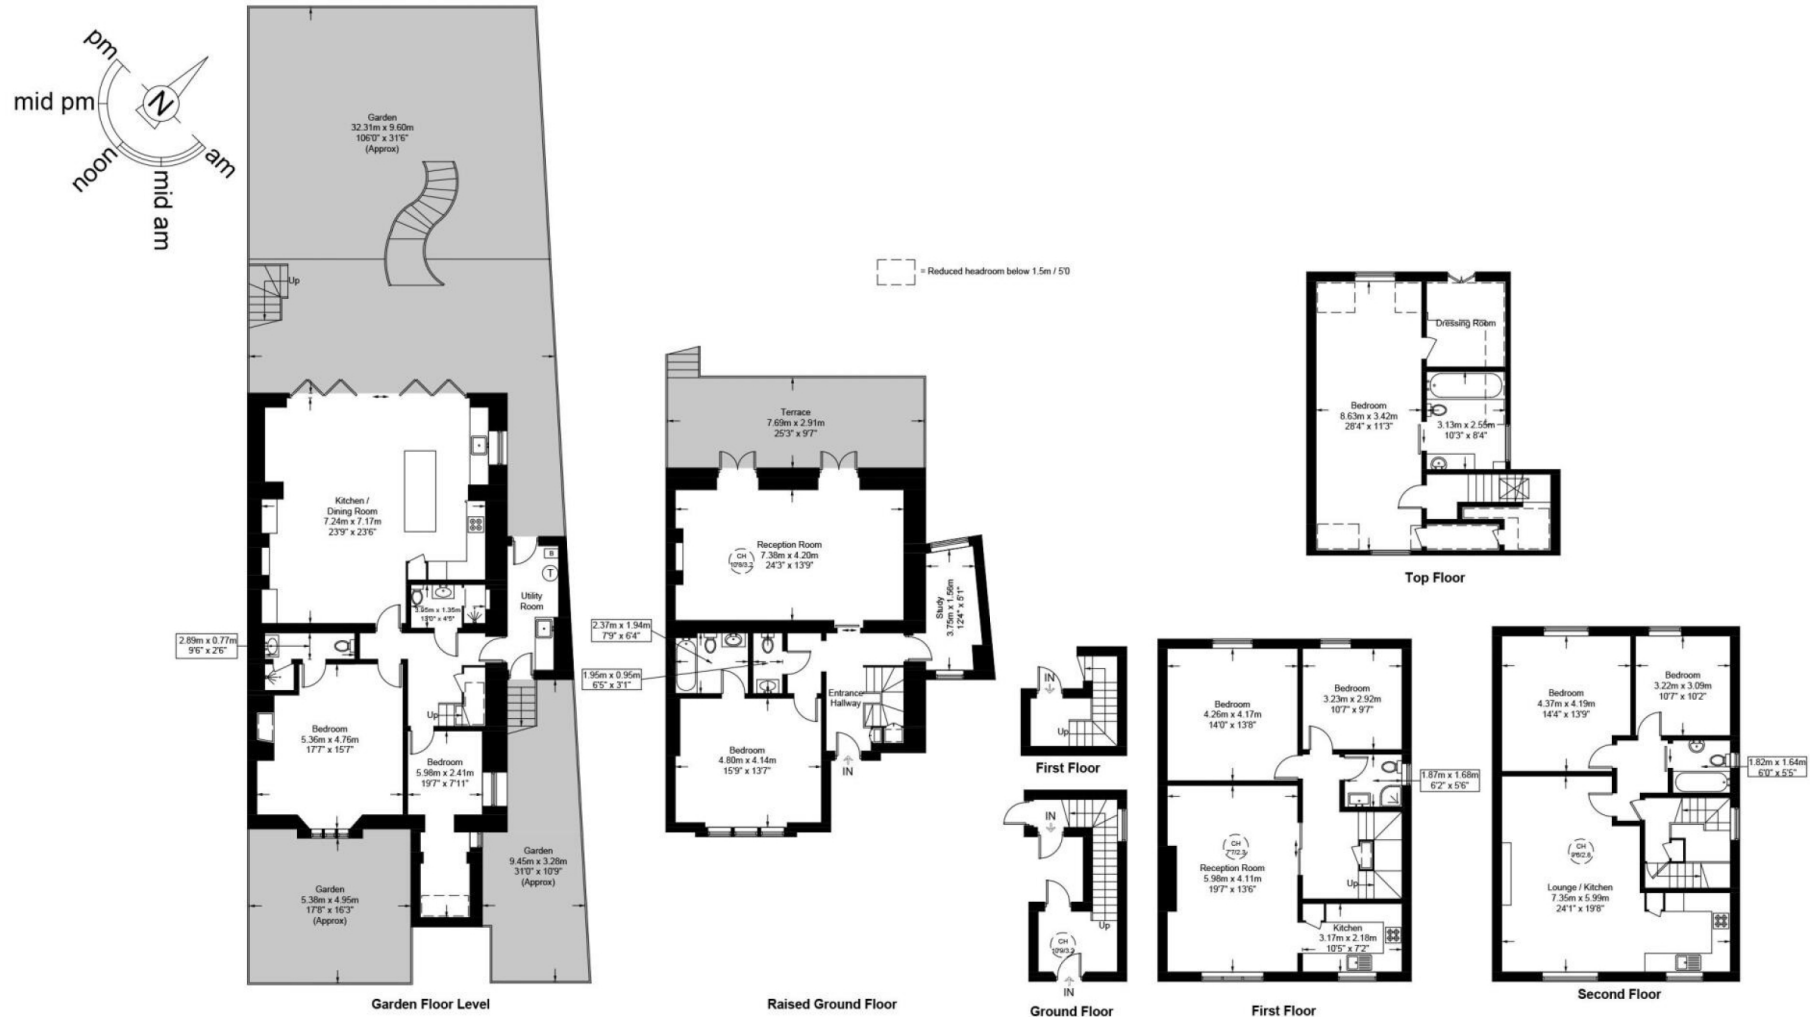 pm
mid pm
noon
mid am
am
N
Garden
32.31m x 9.60m
106'0" x 31'6"
(Approx)
Up
Kitchen /
Dining Room
7.24m x 7.17m
23'9" x 23'6"
3.95m x 1.35m
13'0" x 4'5"
B
T
Utility
Room
2.89m x 0.77m
9'6" x 2'6"
Bedroom
5.36m x 4.76m
17'7" x 15'7"
Up
Bedroom
5.98m x 2.41m
19'7" x 7'11"
Garden
5.38m x 4.95m
17'8" x 16'3"
(Approx)
Garden
9.45m x 3.28m
31'0" x 10'9"
(Approx)
Garden Floor Level
= Reduced headroom below 1.5m / 5'0
Terrace
7.69m x 2.91m
25'3" x 9'7"
Reception Room
7.38m x 4.20m
24'3" x 13'9"
CH
Study
3.75m x 1.56m
12'4" x 5'1"
2.37m x 1.94m
7'9" x 6'4"
1.95m x 0.95m
6'5" x 3'1"
Entrance
Hallway
Bedroom
4.80m x 4.14m
15'9" x 13'7"
IN
Raised Ground Floor
IN
Up
First Floor
IN
Up
CH
IN
Ground Floor
Bedroom
4.26m x 4.17m
14'0" x 13'8"
Bedroom
3.23m x 2.92m
10'7" x 9'7"
1.87m x 1.68m
6'2" x 5'6"
CH
Reception Room
5.98m x 4.11m
19'7" x 13'6"
Up
Kitchen
3.17m x 2.18m
10'5" x 7'2"
First Floor
Dressing Room
Bedroom
8.63m x 3.42m
28'4" x 11'3"
3.13m x 2.55m
10'3" x 8'4"
Top Floor
Bedroom
4.37m x 4.19m
14'4" x 13'9"
Bedroom
3.22m x 3.09m
10'7" x 10'2"
1.82m x 1.64m
6'0" x 5'5"
CH
Lounge / Kitchen
7.35m x 5.99m
24'1" x 19'8"
Second Floor